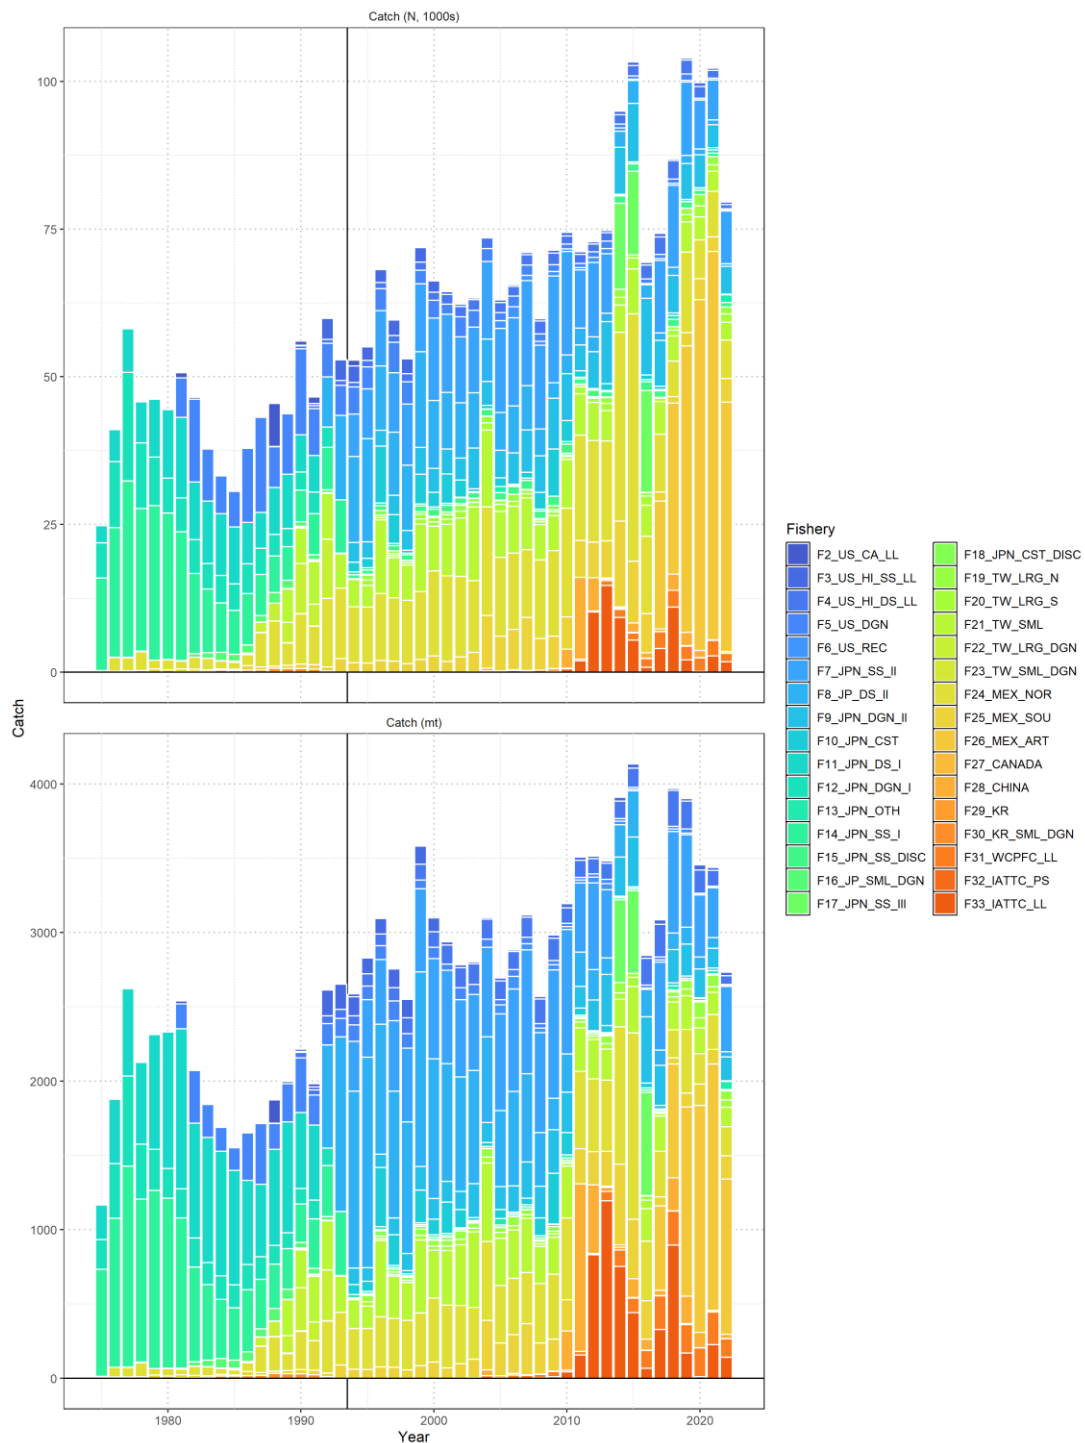 Catch (N, 1000s)
100
75
50
25
0
Catch
Catch (mt)
4000
3000
2000
1000
0
1980
1990
2000
2010
2020
Year
Fishery
F2_US_CA_LL
F3_US_HI_SS_LL
F4_US_HI_DS_LL
F5_US_DGN
F6_US_REC
F7_JPN_SS_II
F8_JP_DS_II
F9_JPN_DGN_II
F10_JPN_CST
F11_JPN_DS_I
F12_JPN_DGN_I
F13_JPN_OTH
F14_JPN_SS_I
F15_JPN_SS_DISC
F16_JP_SML_DGN
F17_JPN_SS_III
F18_JPN_CST_DISC
F19_TW_LRG_N
F20_TW_LRG_S
F21_TW_SML
F22_TW_LRG_DGN
F23_TW_SML_DGN
F24_MEX_NOR
F25_MEX_SOU
F26_MEX_ART
F27_CANADA
F28_CHINA
F29_KR
F30_KR_SML_DGN
F31_WCPFC_LL
F32_IATTC_PS
F33_IATTC_LL